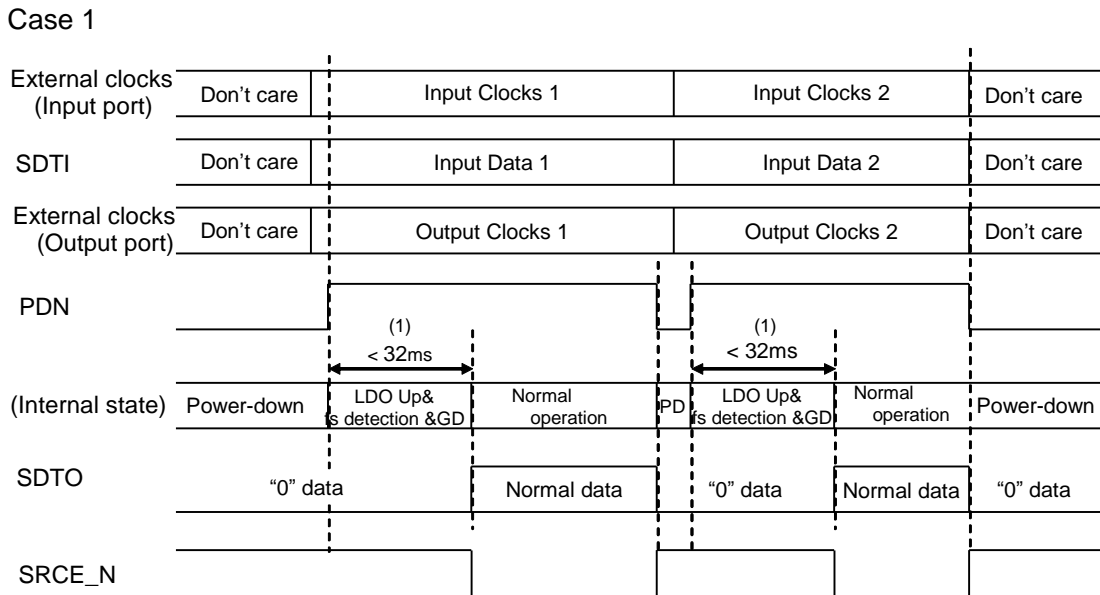 Case 1
External clocks
(Input port)
Don't care
Input Clocks 1
Input Clocks 2
Don't care
SDTI
Don't care
Input Data 1
Input Data 2
Don't care
External clocks
(Output port)
Don't care
Output Clocks 1
Output Clocks 2
Don't care
PDN
(1)
< 32ms
(1)
< 32ms
(Internal state)
Power-down
LDO Up&
fs detection &GD
Normal
operation
PD
LDO Up&
fs detection &GD
Normal
operation
Power-down
SDTO
“0” data
Normal data
“0” data
Normal data
“0” data
SRCE_N